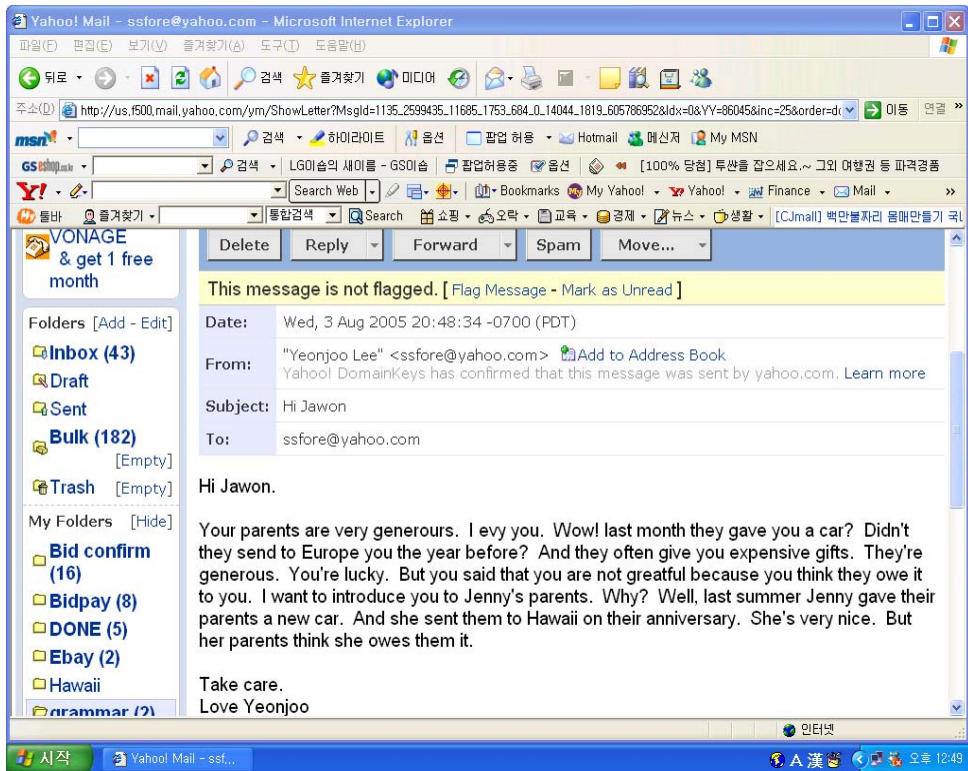 Yahoo! Mail - ssfore@yahoo.com - Microsoft Internet Explorer
파일(F) 편집(E) 보기(V) 즐겨찾기(A) 도구(T) 도움말(H)
뒤로 검색 즐겨찾기 미디어
주소(D) http://us.f500.mail.yahoo.com/ym/ShowLetter?MsgId=1135_2599435_11685_1753_684_0_14044_1819_605786952&Idx=0&YY=86045&inc=25&order=do 이동 연결 »
msn 검색 하이라이트 옵션 팝업 허용 Hotmail 메신저 My MSN
GSeshop 검색 LG이숍의 새이름 - GS이숍 팝업허용중 옵션 [100% 당첨] 투싼을 잡으세요.~ 그외 여행권 등 파격경품
Y! Search Web Bookmarks My Yahoo! Yahoo! Finance Mail »
툴바 즐겨찾기 통합검색 Search 쇼핑 오락 교육 경제 뉴스 생활 [CJmall] 백만불짜리 몸매만들기
VONAGE
& get 1 free
month
Delete Reply Forward Spam Move...
This message is not flagged. [ Flag Message - Mark as Unread ]
Folders [Add - Edit]
Inbox (43)
Draft
Sent
Bulk (182)
[Empty]
Trash [Empty]
My Folders [Hide]
Bid confirm
(16)
Bidpay (8)
DONE (5)
Ebay (2)
Hawaii
grammar (2)
Date: Wed, 3 Aug 2005 20:48:34 -0700 (PDT)
From: "Yeonjoo Lee" <ssfore@yahoo.com> Add to Address Book
Yahoo! DomainKeys has confirmed that this message was sent by yahoo.com. Learn more
Subject: Hi Jawon
To: ssfore@yahoo.com
Hi Jawon.
Your parents are very generours. I evy you. Wow! last month they gave you a car? Didn't
they send to Europe you the year before? And they often give you expensive gifts. They're
generous. You're lucky. But you said that you are not greatful because you think they owe it
to you. I want to introduce you to Jenny's parents. Why? Well, last summer Jenny gave their
parents a new car. And she sent them to Hawaii on their anniversary. She's very nice. But
her parents think she owes them it.
Take care.
Love Yeonjoo
인터넷
시작 Yahoo! Mail - ssf... A 漢 오후 12:49